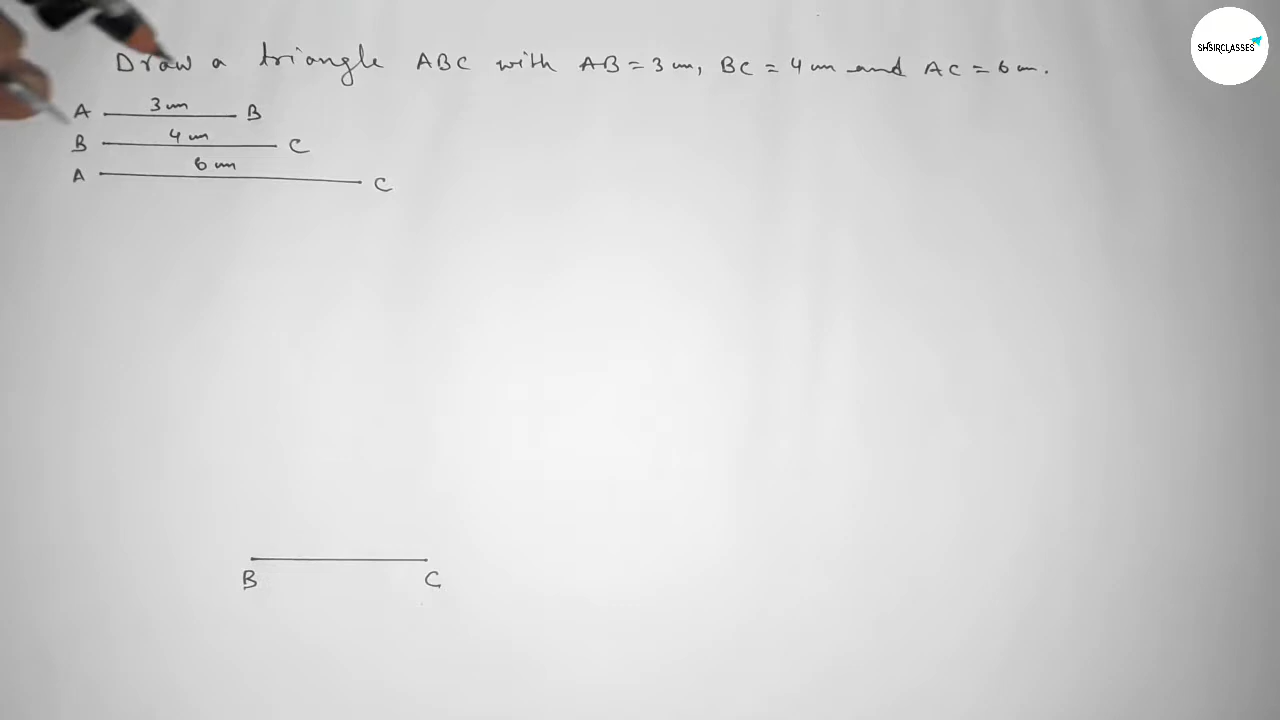 Draw a triangle ABC with AB = 3 cm, BC = 4 cm and AC = 6 cm.
SHSIRCLASSES
A 3 cm B
B 4 cm C
A 6 cm C
B C